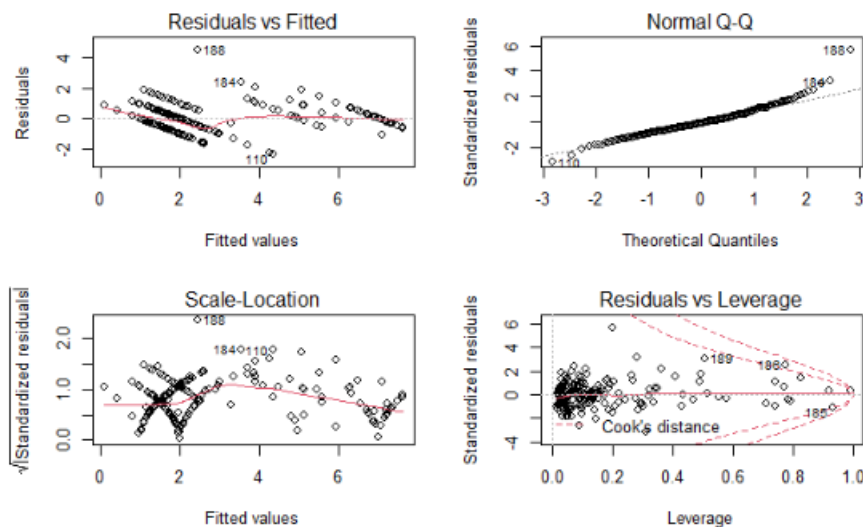 Residuals vs Fitted
Residuals
188
184
110
4
2
0
-2
0 2 4 6
Fitted values
Normal Q-Q
Standardized residuals
188
184
110
6
2
-2
-3 -2 -1 0 1 2 3
Theoretical Quantiles
Scale-Location
√|Standardized residuals|
188
184 110
2.0
1.0
0.0
0 2 4 6
Fitted values
Residuals vs Leverage
Standardized residuals
189
186
185
Cook's distance
6
4
2
0
-4
0.0 0.2 0.4 0.6 0.8 1.0
Leverage